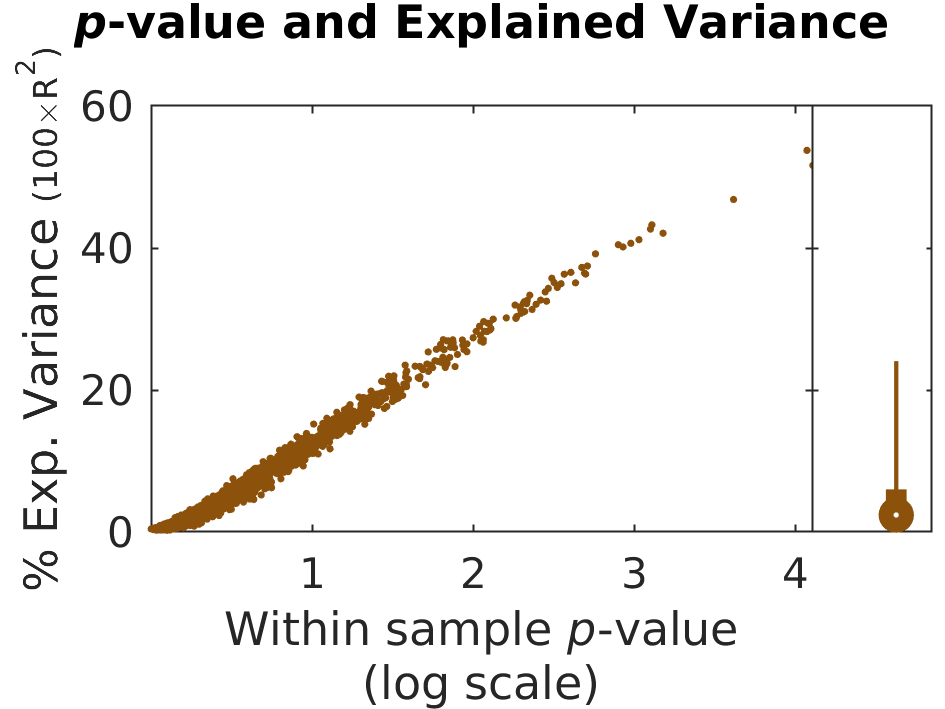 p-value and Explained Variance
% Exp. Variance (100×R²)
60
40
20
0
1 2 3 4
Within sample p-value
(log scale)